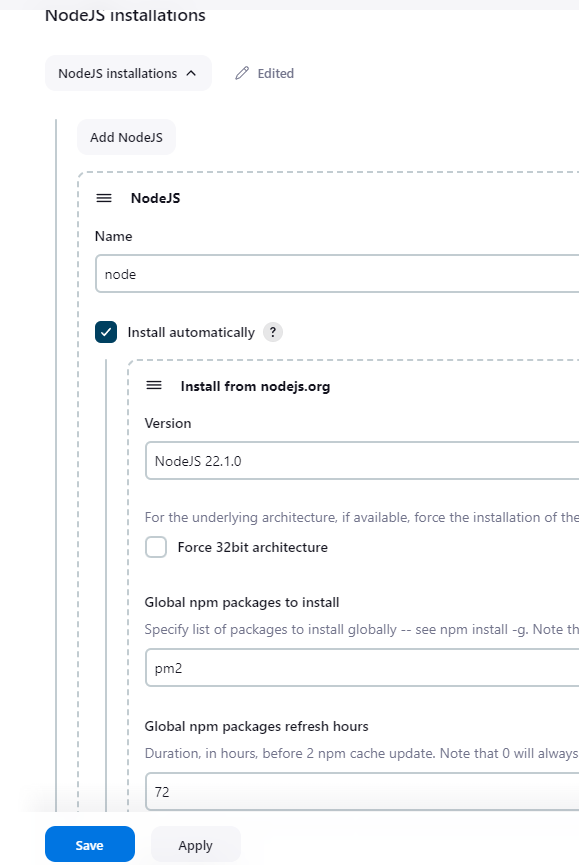 NodeJS installations
NodeJS installations
Edited
Add NodeJS
NodeJS
Name
node
Install automatically ?
Install from nodejs.org
Version
NodeJS 22.1.0
For the underlying architecture, if available, force the installation of the
Force 32bit architecture
Global npm packages to install
Specify list of packages to install globally -- see npm install -g. Note th
pm2
Global npm packages refresh hours
Duration, in hours, before 2 npm cache update. Note that 0 will always
72
Save
Apply